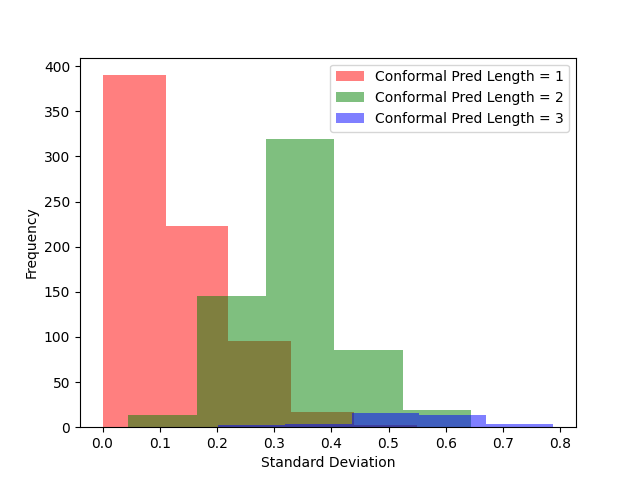 Conformal Pred Length = 1
Conformal Pred Length = 2
Conformal Pred Length = 3
Frequency
400
350
300
250
200
150
100
50
0
0.0 0.1 0.2 0.3 0.4 0.5 0.6 0.7 0.8
Standard Deviation